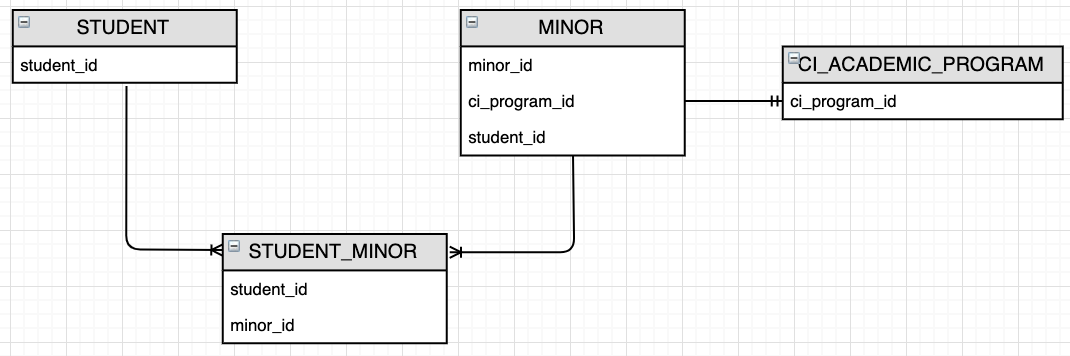 STUDENT
student_id
MINOR
minor_id
ci_program_id
student_id
CI_ACADEMIC_PROGRAM
ci_program_id
STUDENT_MINOR
student_id
minor_id